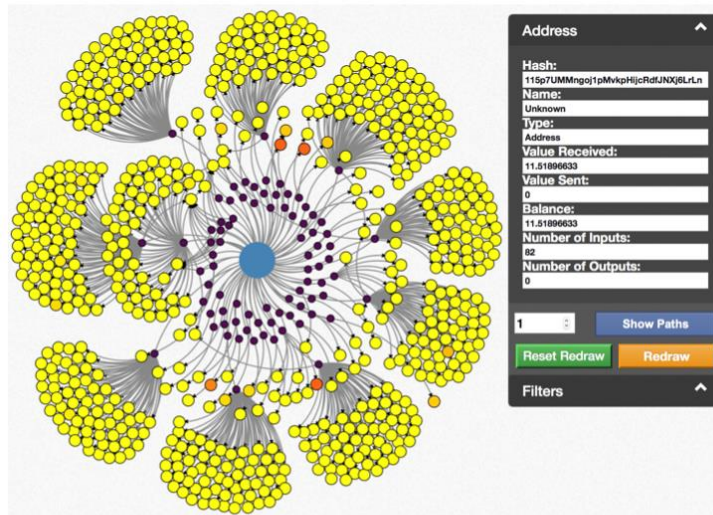 Address
Hash:
115p7UMMngoj1pMvkpHijcRdfJNXj6LrLn
Name:
Unknown
Type:
Address
Value Received:
11.51896633
Value Sent:
0
Balance:
11.51896633
Number of Inputs:
82
Number of Outputs:
0
1 Show Paths
Reset Redraw Redraw
Filters